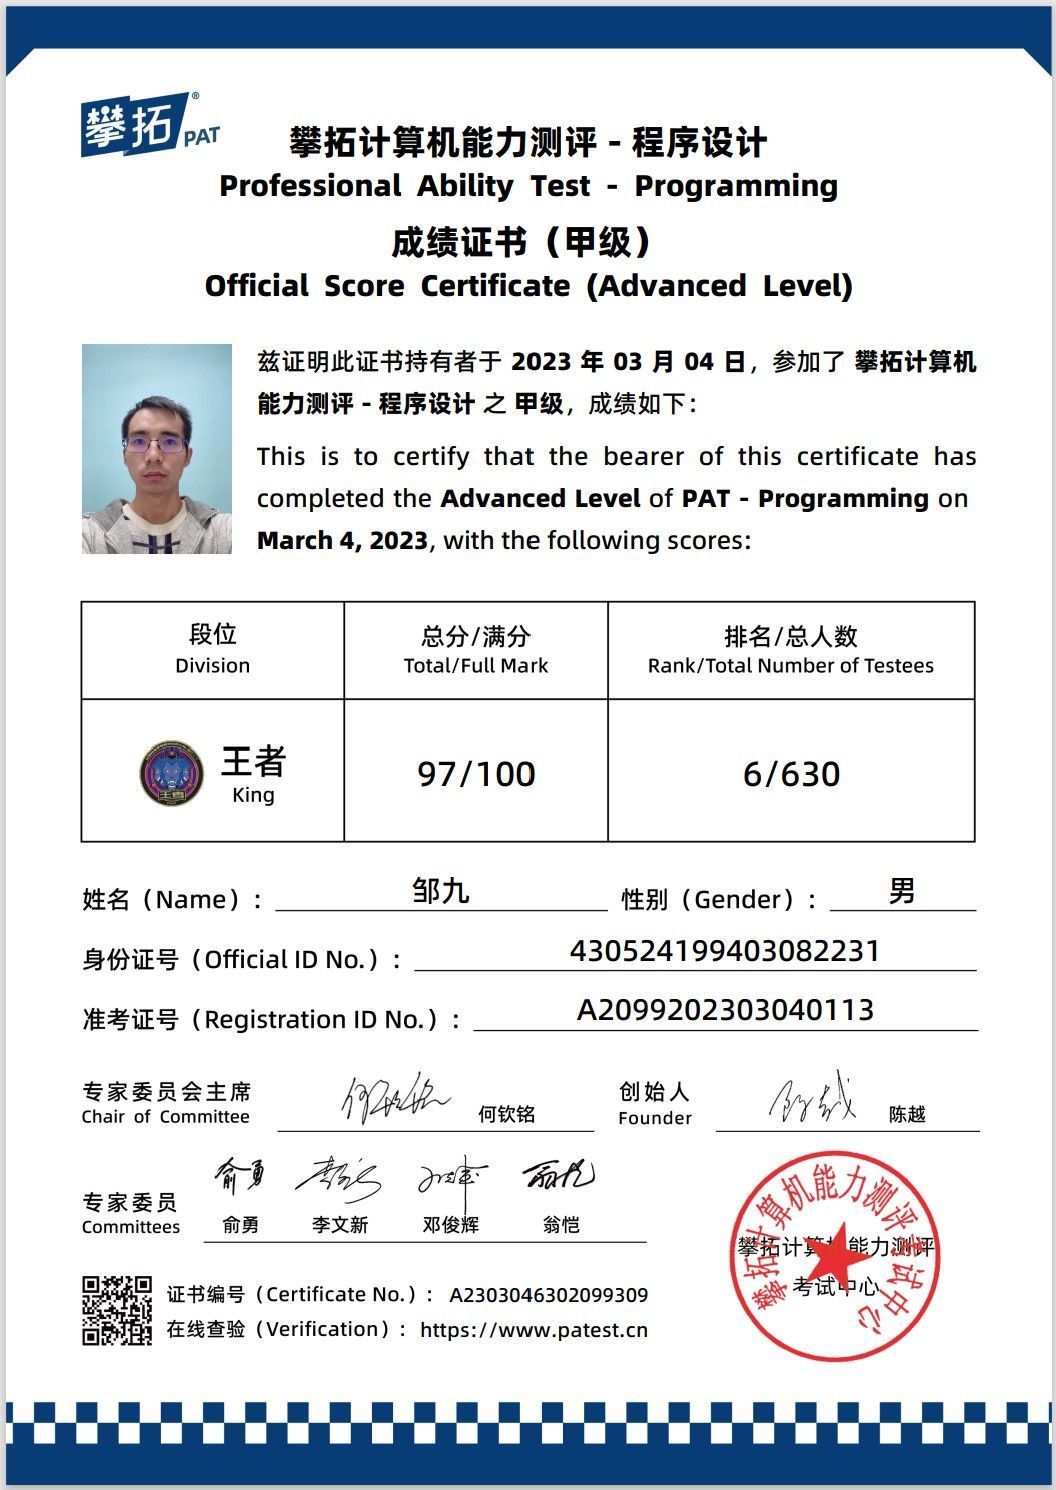 攀拓® PAT
攀拓计算机能力测评 - 程序设计
Professional Ability Test - Programming
成绩证书（甲级）
Official Score Certificate (Advanced Level)
兹证明此证书持有者于 2023 年 03 月 04 日，参加了 攀拓计算机
能力测评 - 程序设计 之 甲级，成绩如下：
This is to certify that the bearer of this certificate has
completed the Advanced Level of PAT - Programming on
March 4, 2023, with the following scores:
段位 总分/满分 排名/总人数
Division Total/Full Mark Rank/Total Number of Testees
王者
王者 97/100 6/630
King
姓名（Name）： 邹九 性别（Gender）： 男
身份证号（Official ID No.）： 430524199403082231
准考证号（Registration ID No.）： A2099202303040113
专家委员会主席 何钦铭 创始人 陈越
Chair of Committee Founder
俞勇
专家委员
Committees 俞勇 李文新 邓俊辉 翁恺
攀拓计算机能力测评考试中心
攀拓计算机能力测评
考试中心
证书编号（Certificate No.）： A2303046302099309
在线查验（Verification）： https://www.patest.cn